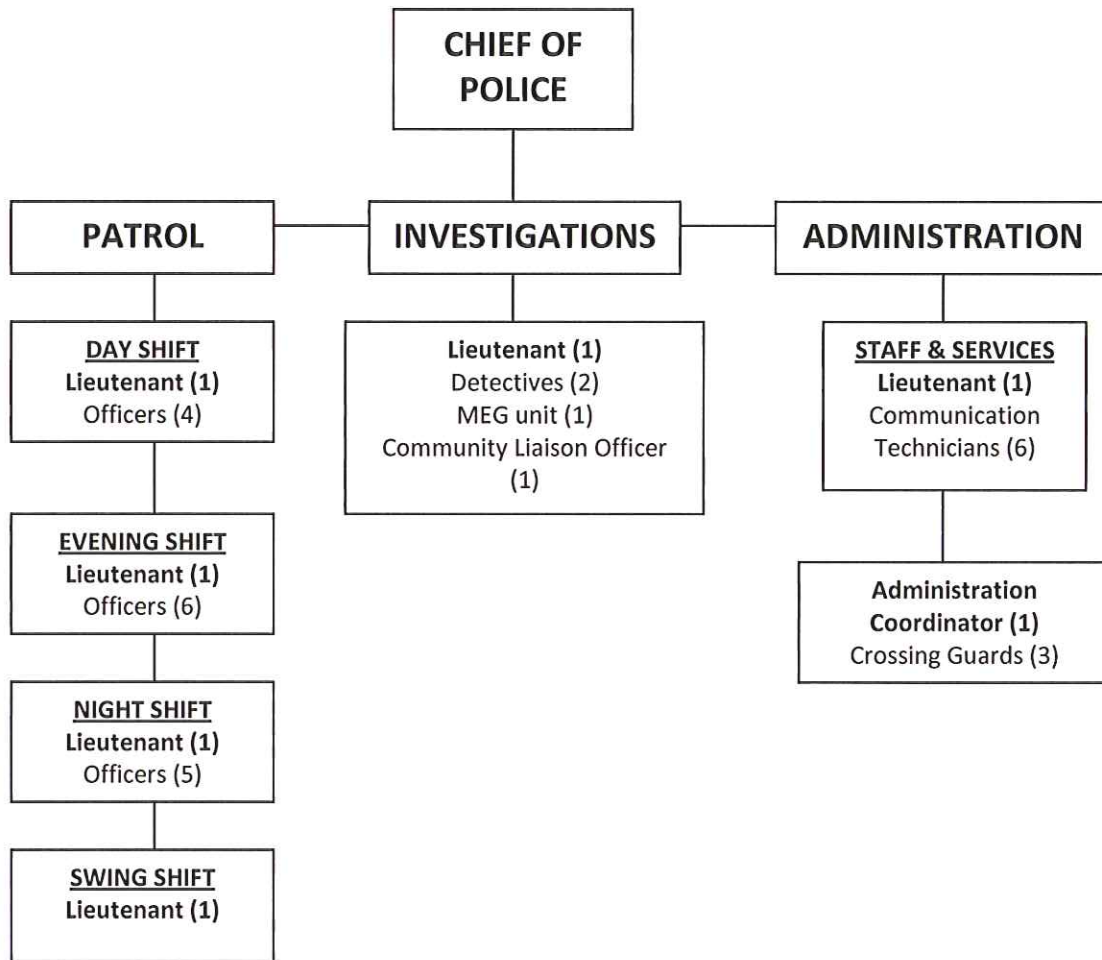 CHIEF OF
POLICE
PATROL
INVESTIGATIONS
ADMINISTRATION
DAY SHIFT
Lieutenant (1)
Officers (4)
EVENING SHIFT
Lieutenant (1)
Officers (6)
NIGHT SHIFT
Lieutenant (1)
Officers (5)
SWING SHIFT
Lieutenant (1)
Lieutenant (1)
Detectives (2)
MEG unit (1)
Community Liaison Officer
(1)
STAFF & SERVICES
Lieutenant (1)
Communication
Technicians (6)
Administration
Coordinator (1)
Crossing Guards (3)